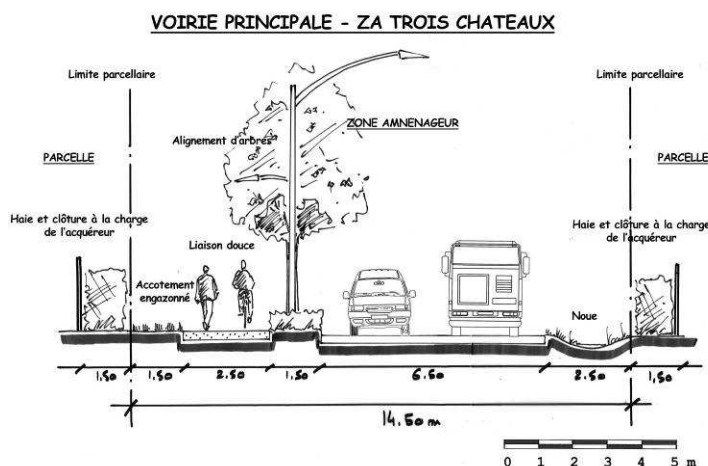 VOIRIE PRINCIPALE - ZA TROIS CHATEAUX
Limite parcellaire
Limite parcellaire
Alignement d'arbres
ZONE AMNENAGEUR
PARCELLE
PARCELLE
Haie et clôture à la charge
de l'acquéreur
Haie et clôture à la charge
de l'acquéreur
Liaison douce
Accotement
engazonné
Noue
1.50
1.50
2.50
1.50
6.50
2.50
1.50
14.50 m
0 1 2 3 4 5 m